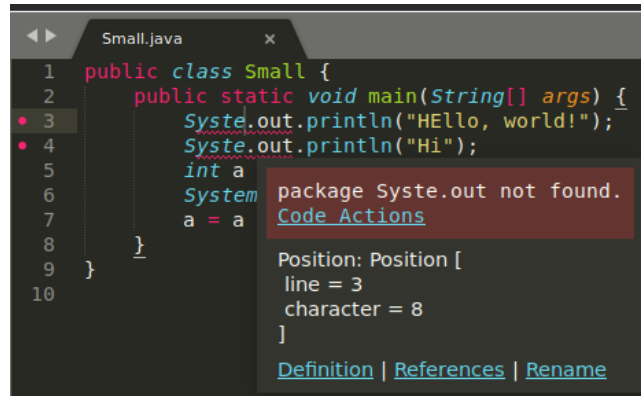 Small.java ×
1 public class Small {
2 public static void main(String[] args) {
3 Syste.out.println("HEllo, world!");
4 Syste.out.println("Hi");
5 int a
6 System
7 a = a
8 }
9 }
10
package Syste.out not found.
Code Actions
Position: Position [
line = 3
character = 8
]
Definition | References | Rename